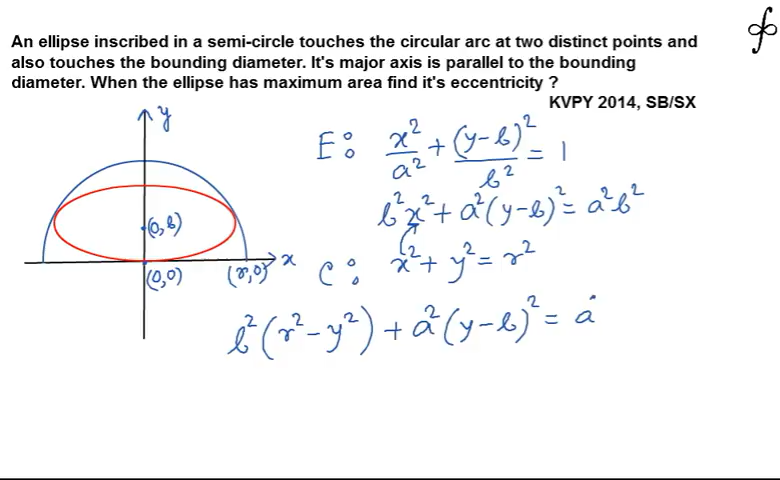 An ellipse inscribed in a semi-circle touches the circular arc at two distinct points and
also touches the bounding diameter. It's major axis is parallel to the bounding
diameter. When the ellipse has maximum area find it's eccentricity ?
KVPY 2014, SB/SX
y
E: x²/a² + (y-b)²/b² = 1
b²x² + a²(y-b)² = a²b²
(0,b)
x
(0,0) (r,0)
C: x² + y² = r²
b²(r²-y²) + a²(y-b)² = a